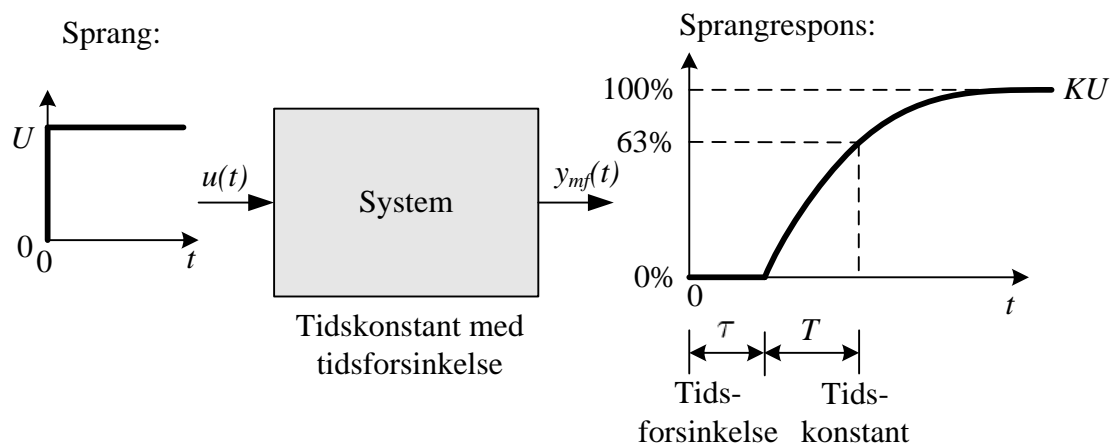 Sprang:
U
0
0
t
u(t)
System
y_mf(t)
Tidskonstant med
tidsforsinkelse
Sprangrespons:
100%
KU
63%
0%
0
t
τ
T
Tids-
forsinkelse
Tids-
konstant